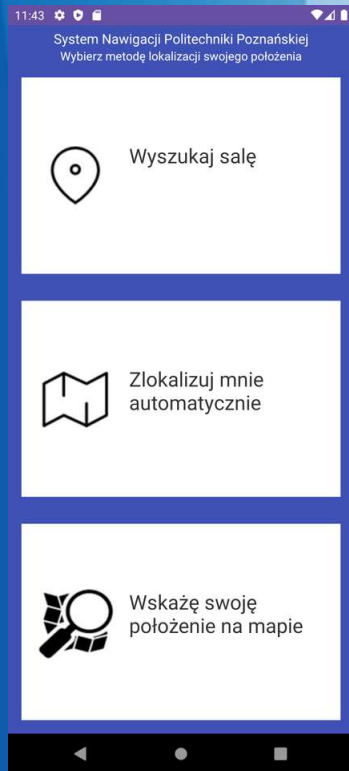 11:43
System Nawigacji Politechniki Poznańskiej
Wybierz metodę lokalizacji swojego położenia
Wyszukaj salę
Zlokalizuj mnie
automatycznie
Wskażę swoję
położenie na mapie